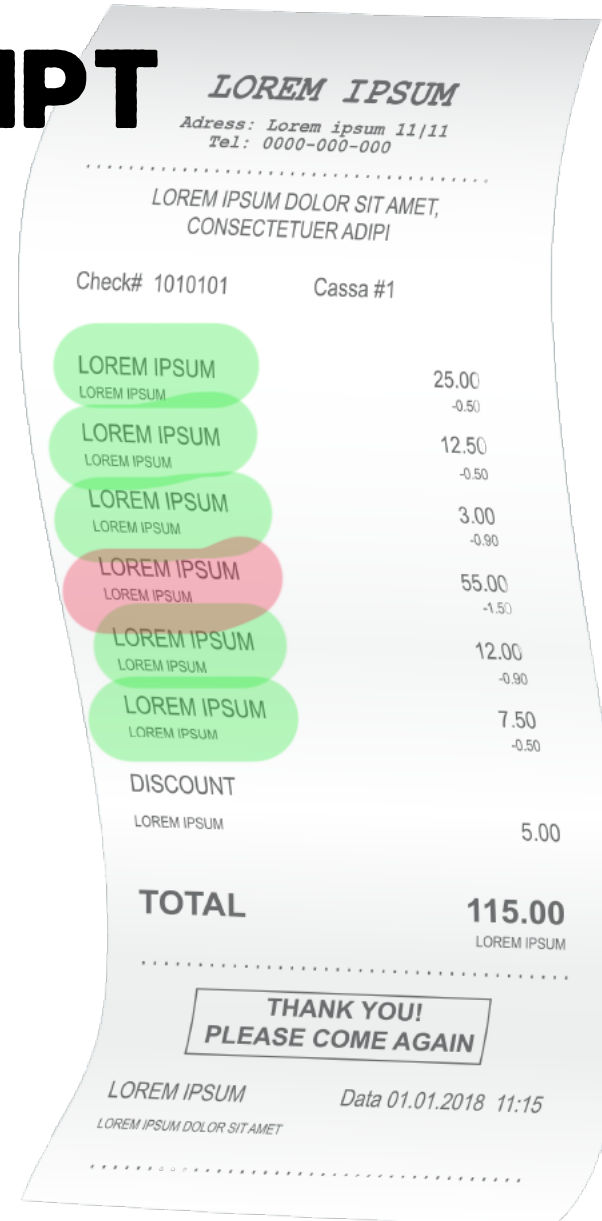 IPT
LOREM IPSUM
Adress: Lorem ipsum 11/11
Tel: 0000-000-000
LOREM IPSUM DOLOR SIT AMET,
CONSECTETUER ADIPI
Check# 1010101 Cassa #1
LOREM IPSUM 25.00
LOREM IPSUM -0.50
LOREM IPSUM 12.50
LOREM IPSUM -0.50
LOREM IPSUM 3.00
LOREM IPSUM -0.90
LOREM IPSUM 55.00
LOREM IPSUM -1.50
LOREM IPSUM 12.00
LOREM IPSUM -0.90
LOREM IPSUM 7.50
LOREM IPSUM -0.50
DISCOUNT
LOREM IPSUM 5.00
TOTAL 115.00
LOREM IPSUM
THANK YOU!
PLEASE COME AGAIN
LOREM IPSUM Data 01.01.2018 11:15
LOREM IPSUM DOLOR SIT AMET